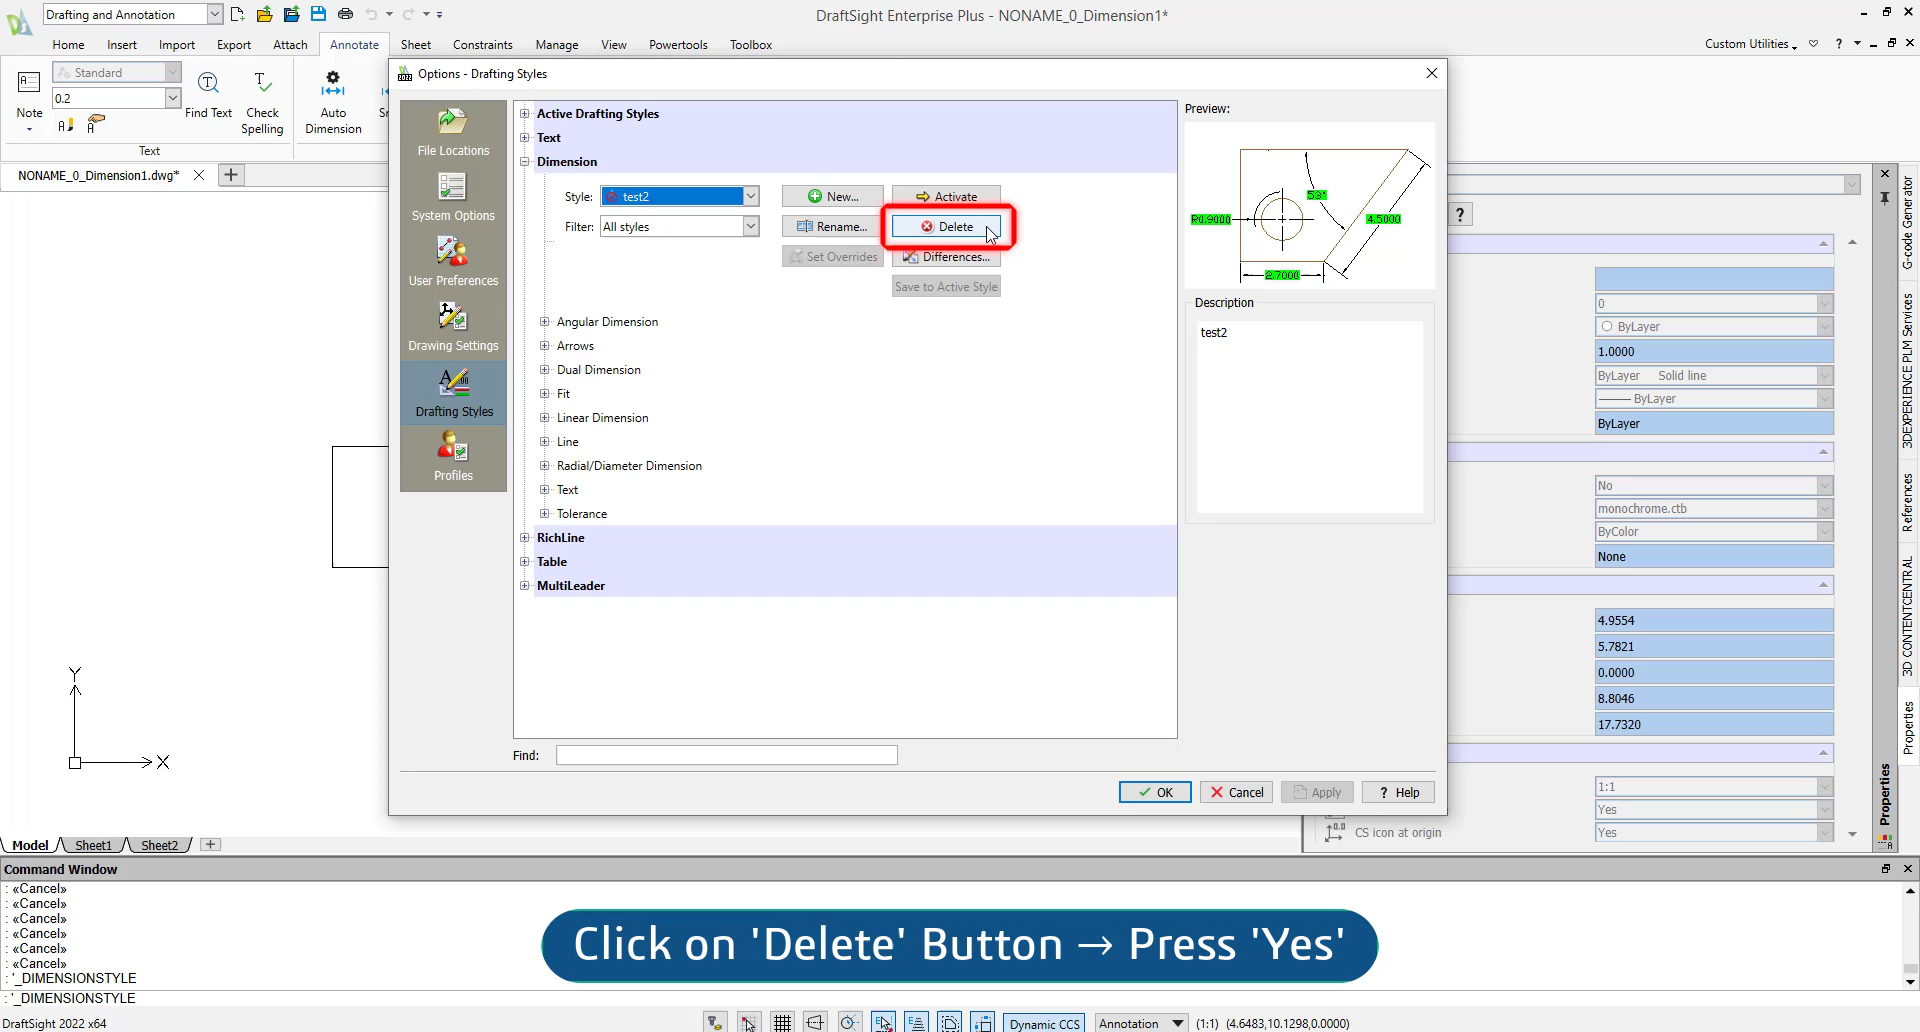 Drafting and Annotation
DraftSight Enterprise Plus - NONAME_0_Dimension1*
Home Insert Import Export Attach Annotate Sheet Constraints Manage View Powertools Toolbox
Custom Utilities
?
Standard
0.2
Note
Find Text
Check
Spelling
Auto
Dimension
Text
NONAME_0_Dimension1.dwg*
Options - Drafting Styles
File Locations
System Options
User Preferences
Drawing Settings
Drafting Styles
Profiles
Active Drafting Styles
Text
Dimension
Style: test2
New...
Activate
Filter: All styles
Rename...
Delete
Set Overrides
Differences...
Save to Active Style
Angular Dimension
Arrows
Dual Dimension
Fit
Linear Dimension
Line
Radial/Diameter Dimension
Text
Tolerance
RichLine
Table
MultiLeader
Find:
Preview:
53°
R0.9000
4.5000
2.7000
Description
test2
OK
Cancel
Apply
? Help
?
0
ByLayer
1.0000
ByLayer Solid line
ByLayer
ByLayer
No
monochrome.ctb
ByColor
None
4.9554
5.7821
0.0000
8.8046
17.7320
1:1
Yes
CS icon at origin
Yes
G-code Generator
3DEXPERIENCE PLM Services
References
3D CONTENTCENTRAL
Properties
Properties
Y
X
Model Sheet1 Sheet2
Command Window
: «Cancel»
: «Cancel»
: «Cancel»
: «Cancel»
: «Cancel»
: «Cancel»
: '_DIMENSIONSTYLE
: '_DIMENSIONSTYLE
Click on 'Delete' Button → Press 'Yes'
DraftSight 2022 x64
Dynamic CCS
Annotation
(1:1) (4.6483,10.1298,0.0000)